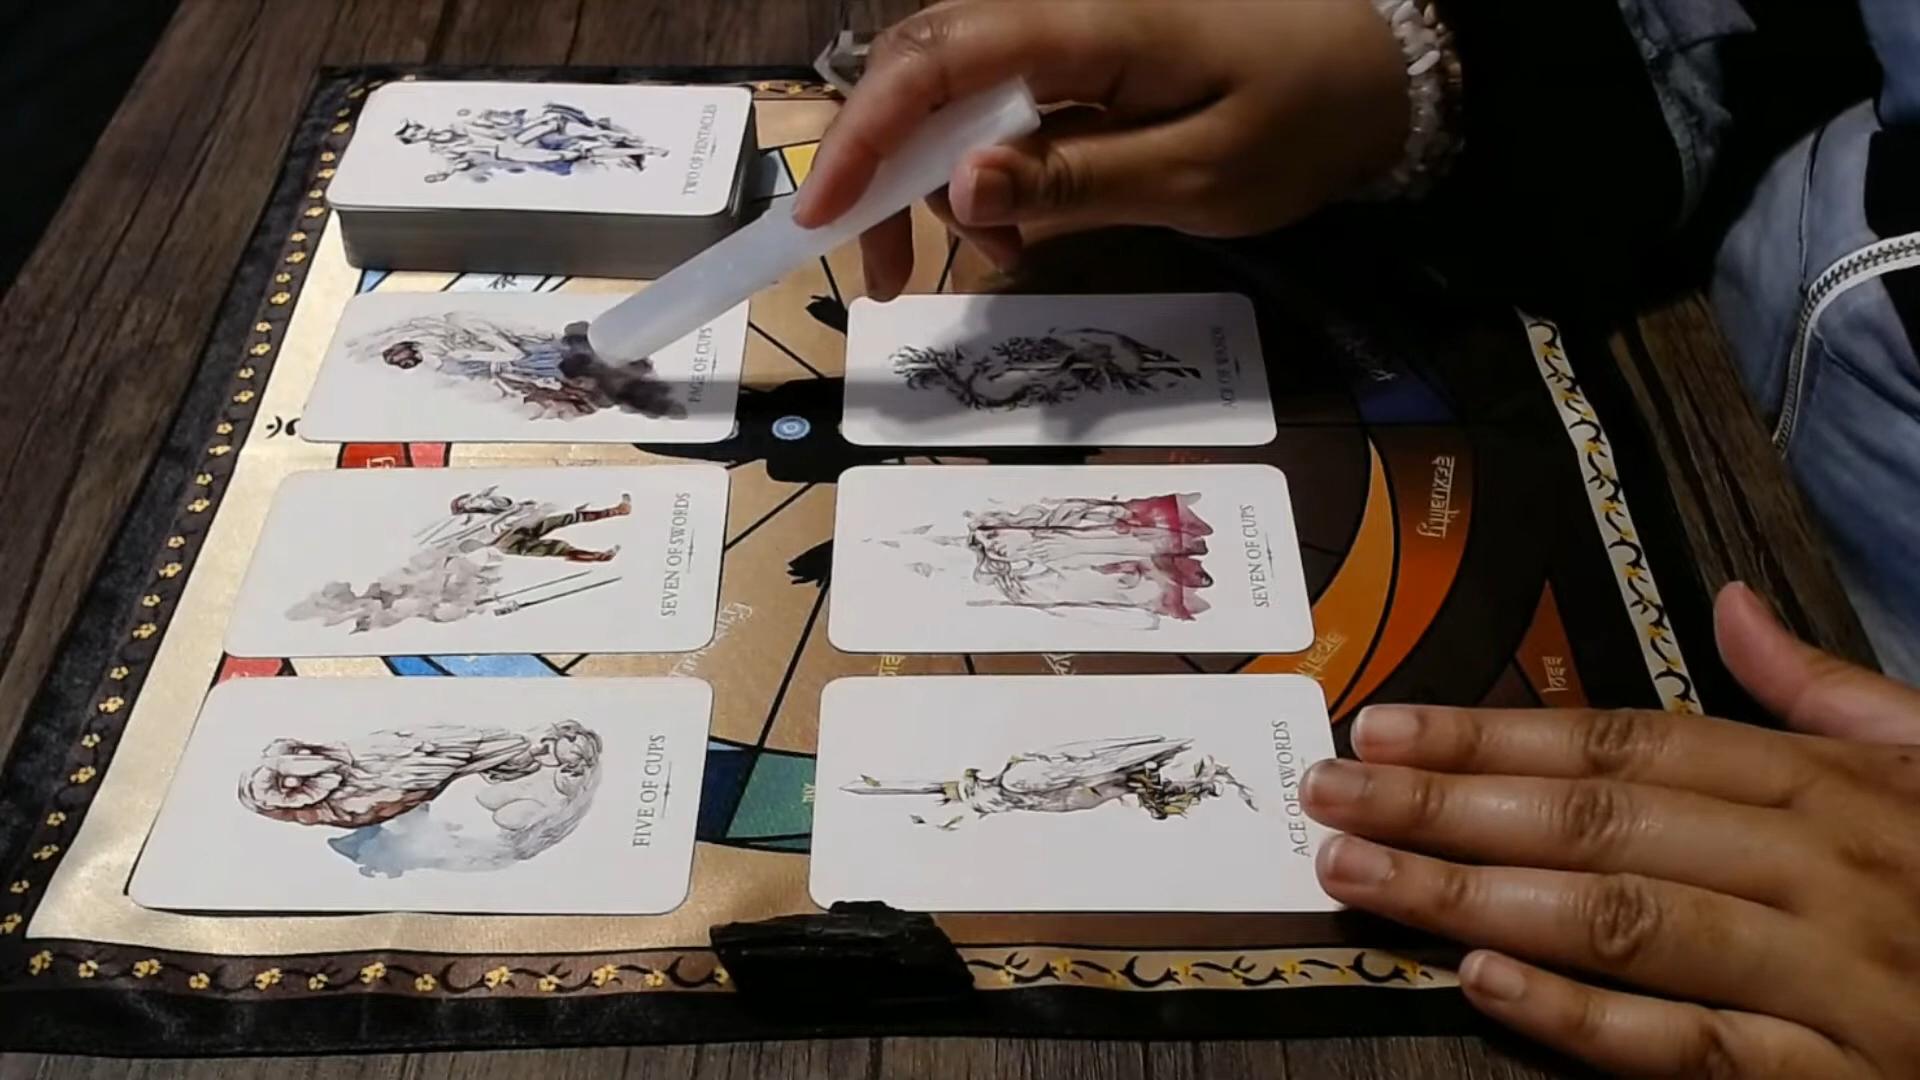 TWO OF PENTACLES
PAGE OF CUPS
ACE OF WANDS
SEVEN OF SWORDS
SEVEN OF CUPS
FIVE OF CUPS
ACE OF SWORDS
Sexuality